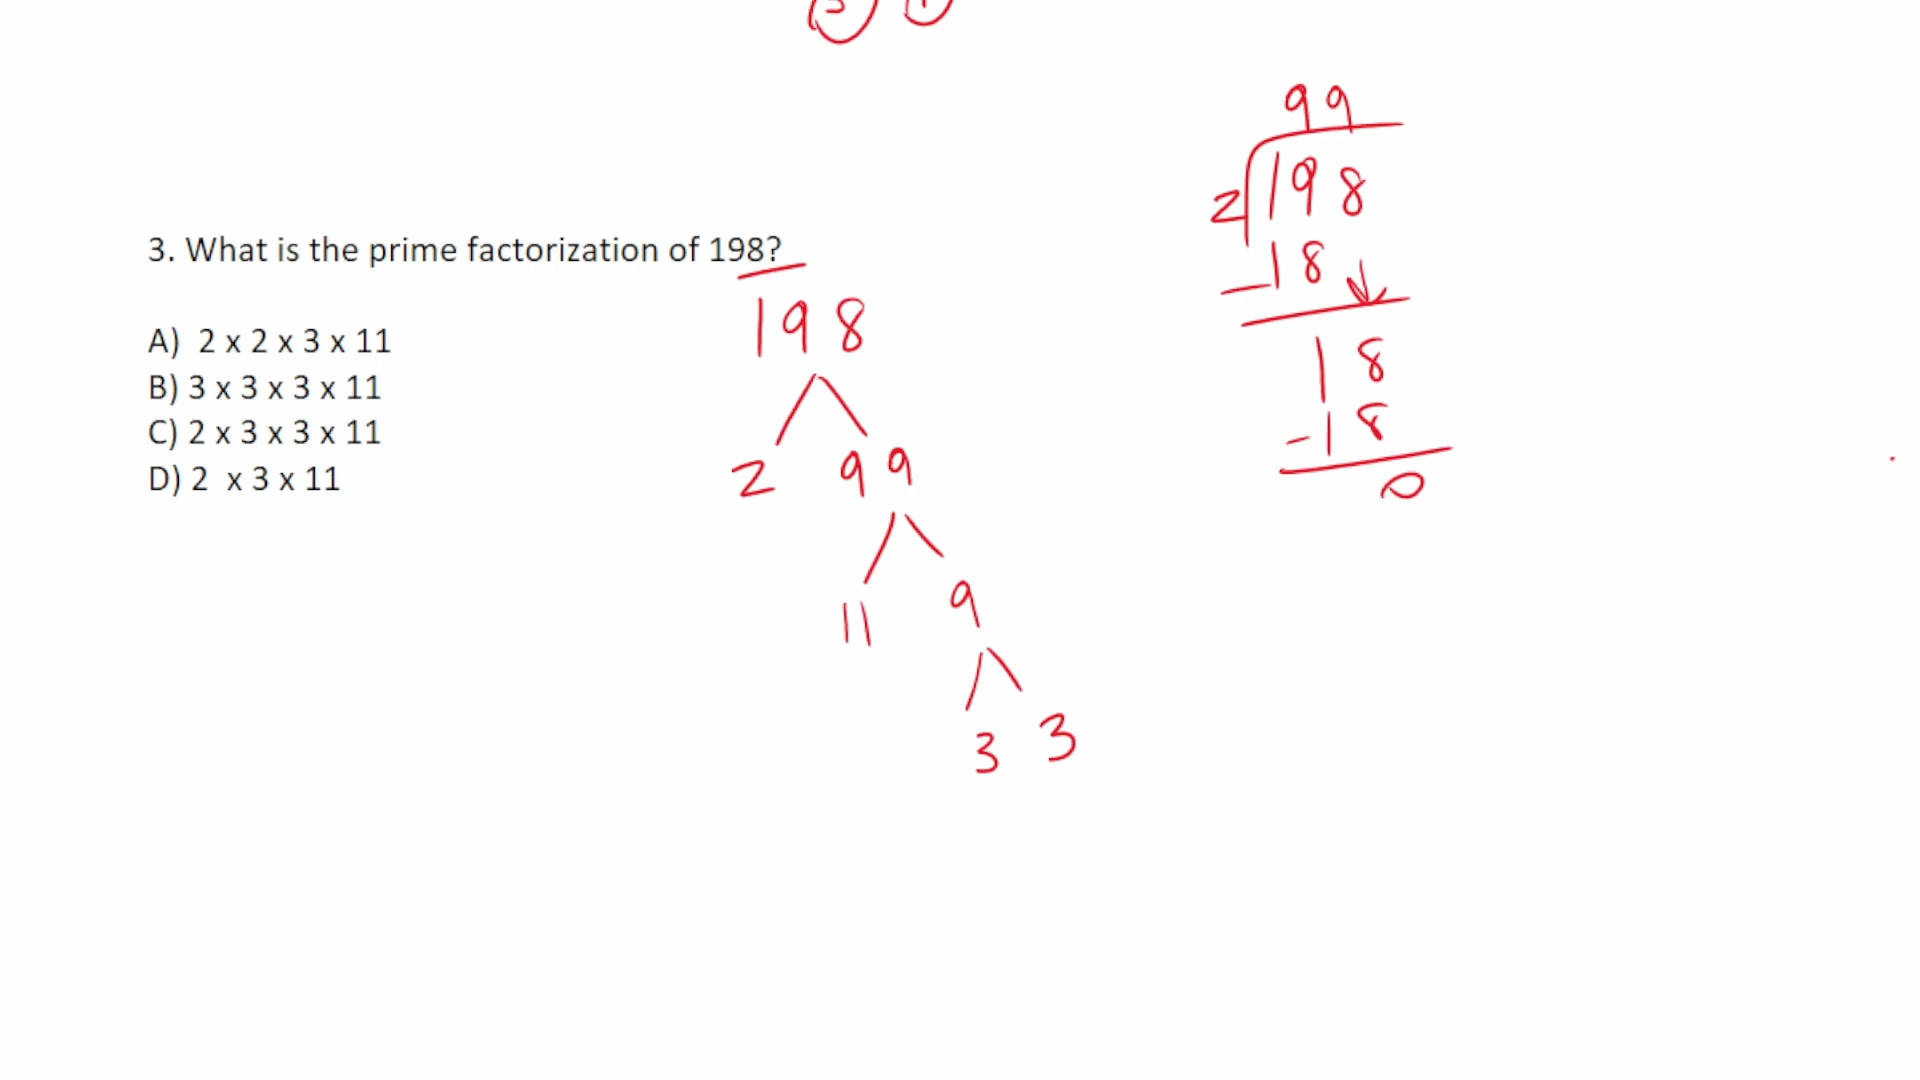 99
2 198
-18
18
-18
0
3. What is the prime factorization of 198?
198
A) 2 x 2 x 3 x 11
B) 3 x 3 x 3 x 11
C) 2 x 3 x 3 x 11
D) 2 x 3 x 11
2 99
11 9
3 3